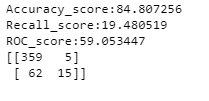 Accuracy_score:84.807256
Recall_score:19.480519
ROC_score:59.053447
[[359   5]
 [ 62  15]]